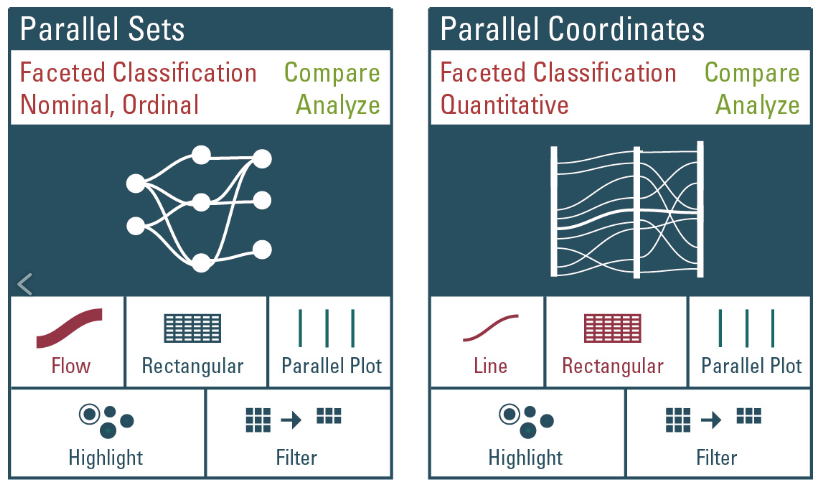 Parallel Sets
Faceted Classification Compare
Nominal, Ordinal Analyze
Flow Rectangular Parallel Plot
Highlight Filter
Parallel Coordinates
Faceted Classification Compare
Quantitative Analyze
Line Rectangular Parallel Plot
Highlight Filter